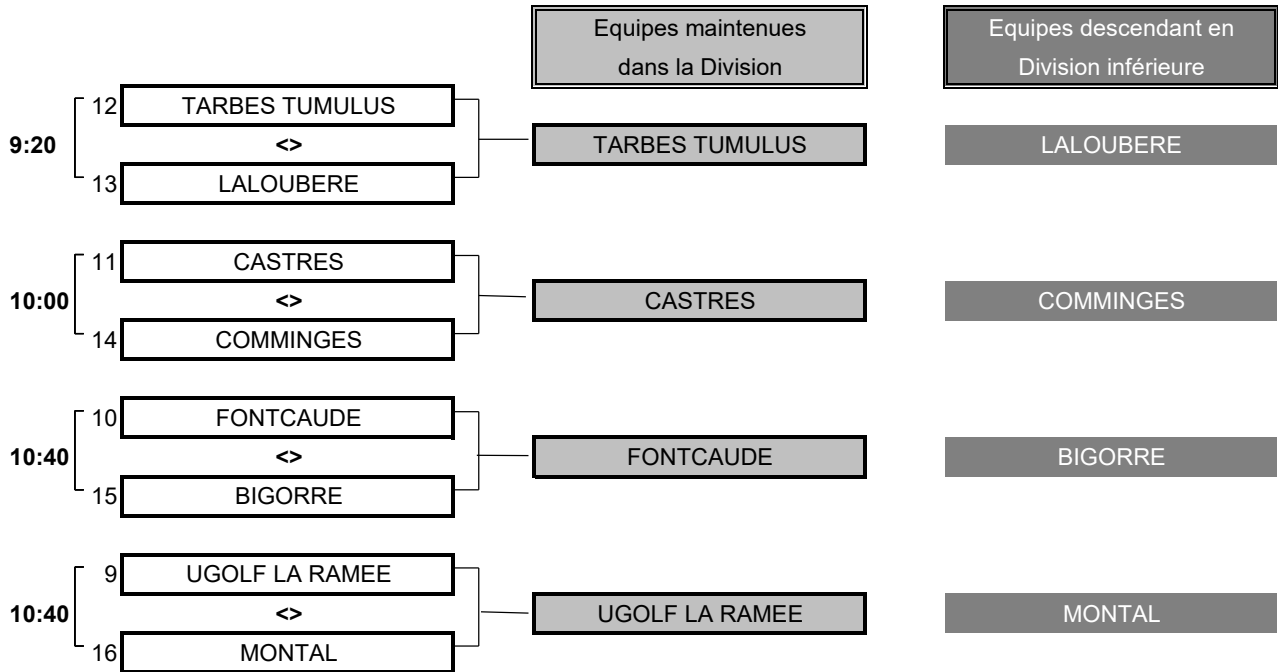 Equipes maintenues
dans la Division
Equipes descendant en
Division inférieure
12 TARBES TUMULUS
9:20 <> TARBES TUMULUS LALOUBERE
13 LALOUBERE
11 CASTRES
10:00 <> CASTRES COMMINGES
14 COMMINGES
10 FONTCAUDE
10:40 <> FONTCAUDE BIGORRE
15 BIGORRE
9 UGOLF LA RAMEE
10:40 <> UGOLF LA RAMEE MONTAL
16 MONTAL